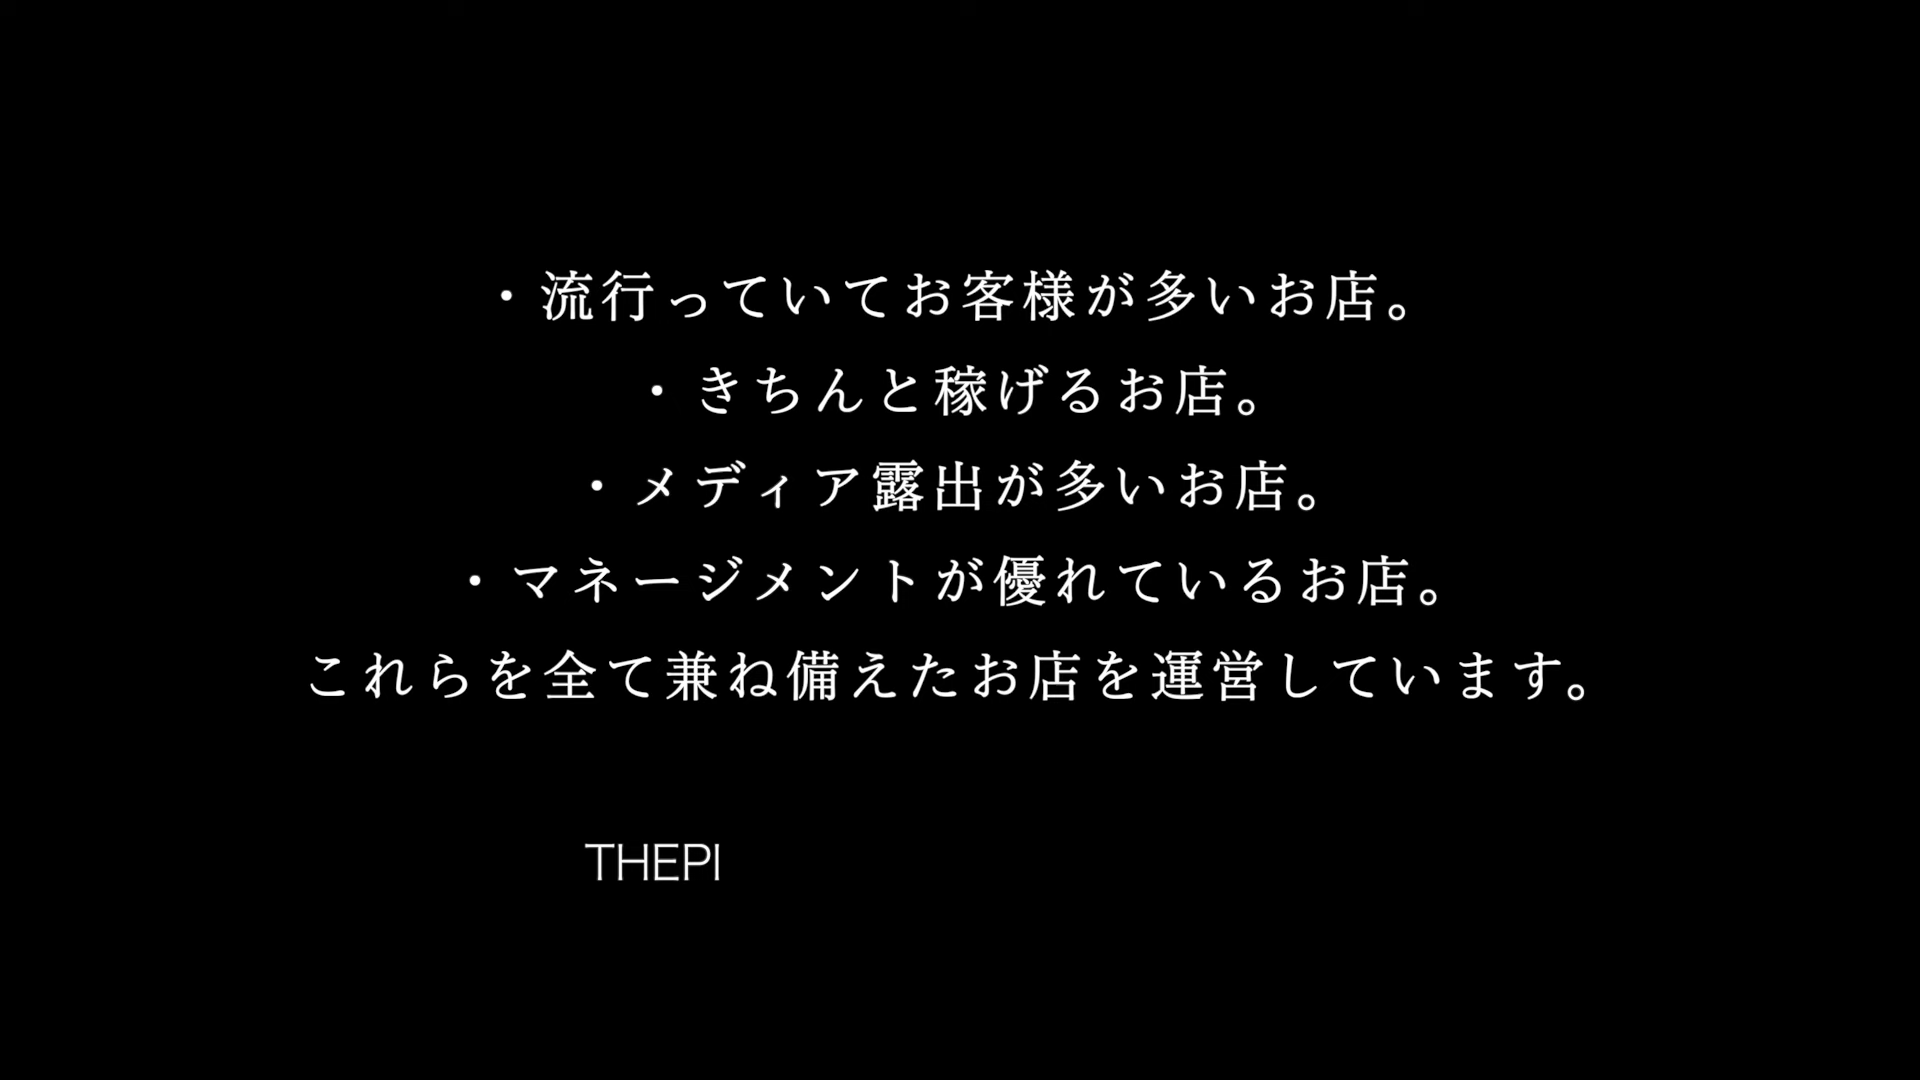 ・流行っていてお客様が多いお店。
・きちんと稼げるお店。
・メディア露出が多いお店。
・マネージメントが優れているお店。
これらを全て兼ね備えたお店を運営しています。
THEPI